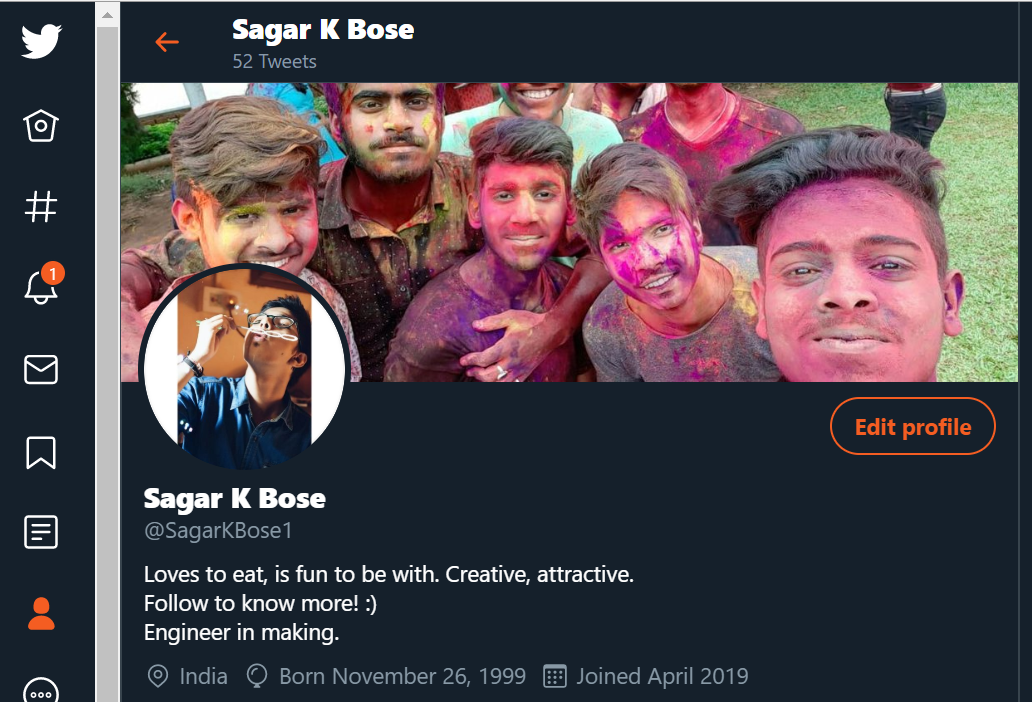 Sagar K Bose
52 Tweets
1
Edit profile
Sagar K Bose
@SagarKBose1
Loves to eat, is fun to be with. Creative, attractive.
Follow to know more! :)
Engineer in making.
India Born November 26, 1999 Joined April 2019